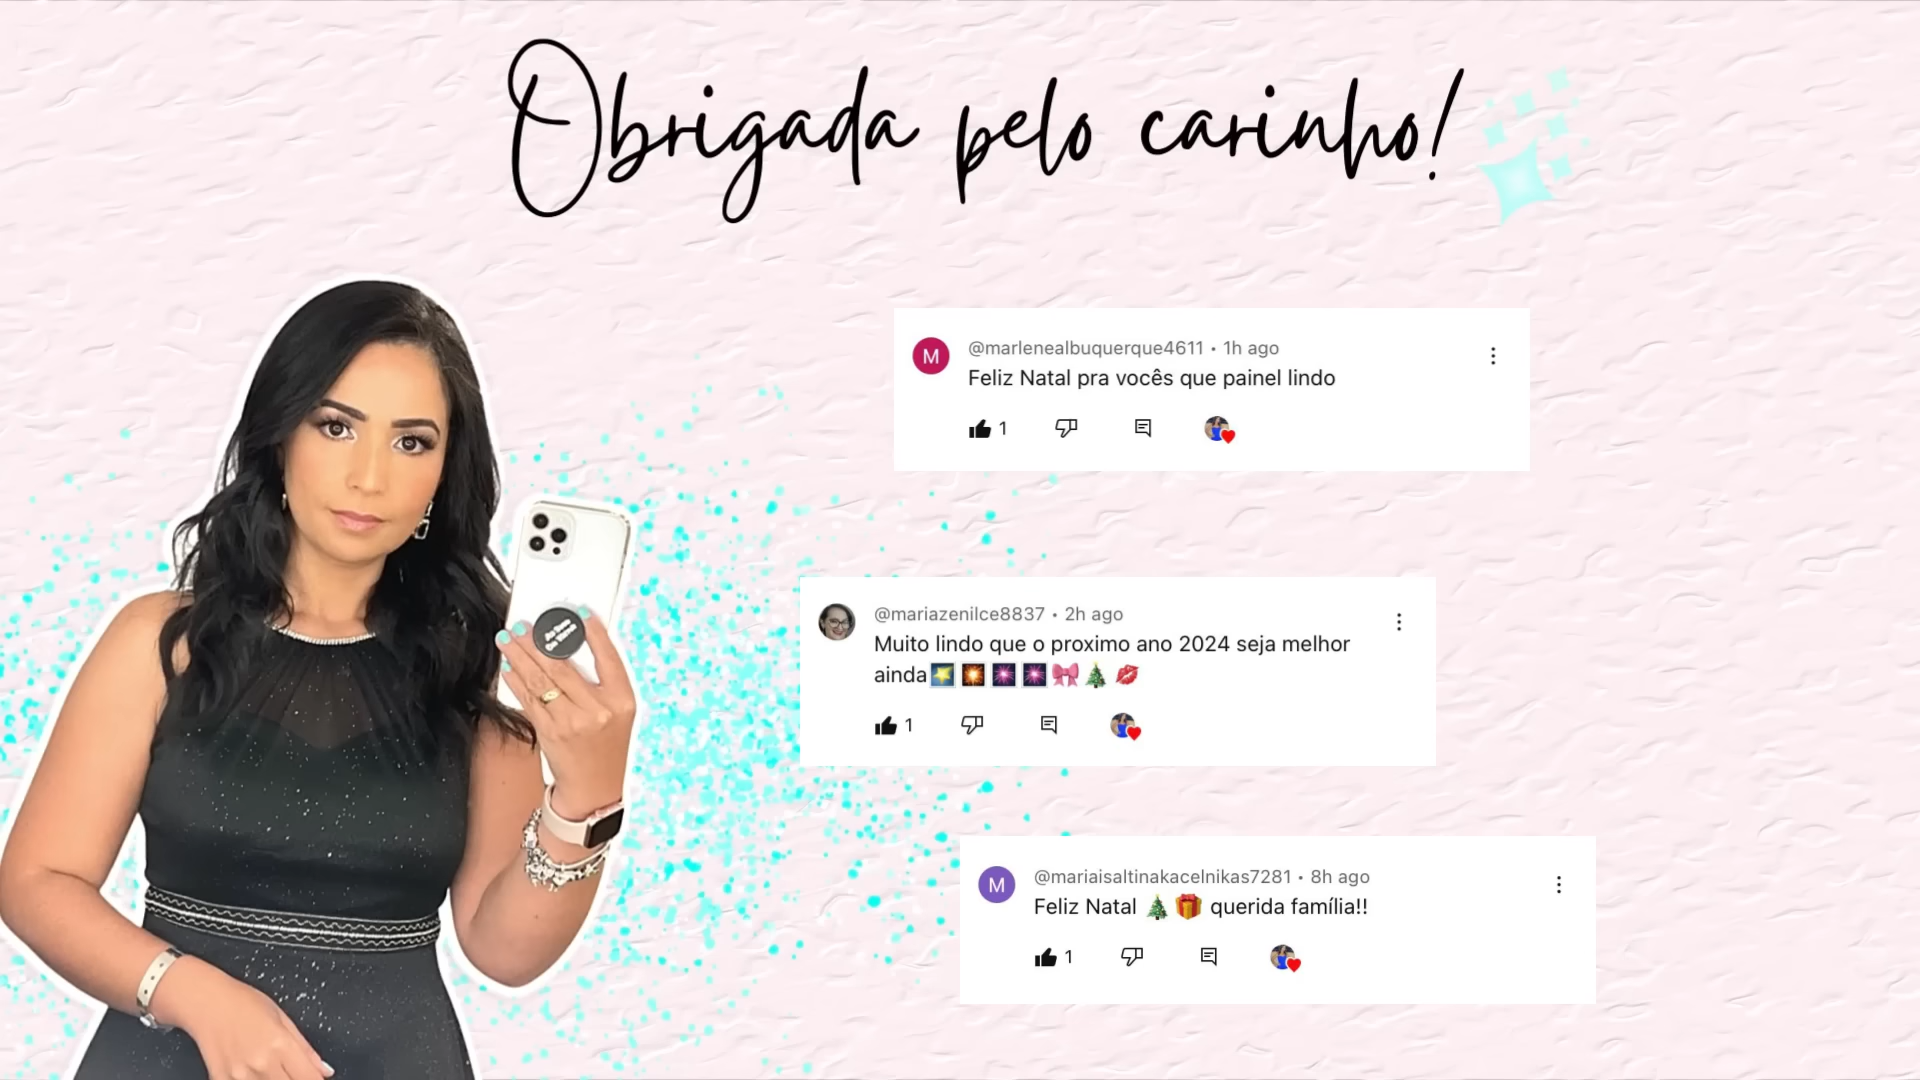 Obrigada pelo carinho!
M @marlenealbuquerque4611 • 1h ago
Feliz Natal pra vocês que painel lindo
1
@mariazenilce8837 • 2h ago
Muito lindo que o proximo ano 2024 seja melhor
ainda🌠🎇🎆🎆🎀🎄💋
1
M @mariaisaltinakacelnikas7281 • 8h ago
Feliz Natal 🎄🎁 querida família!!
1